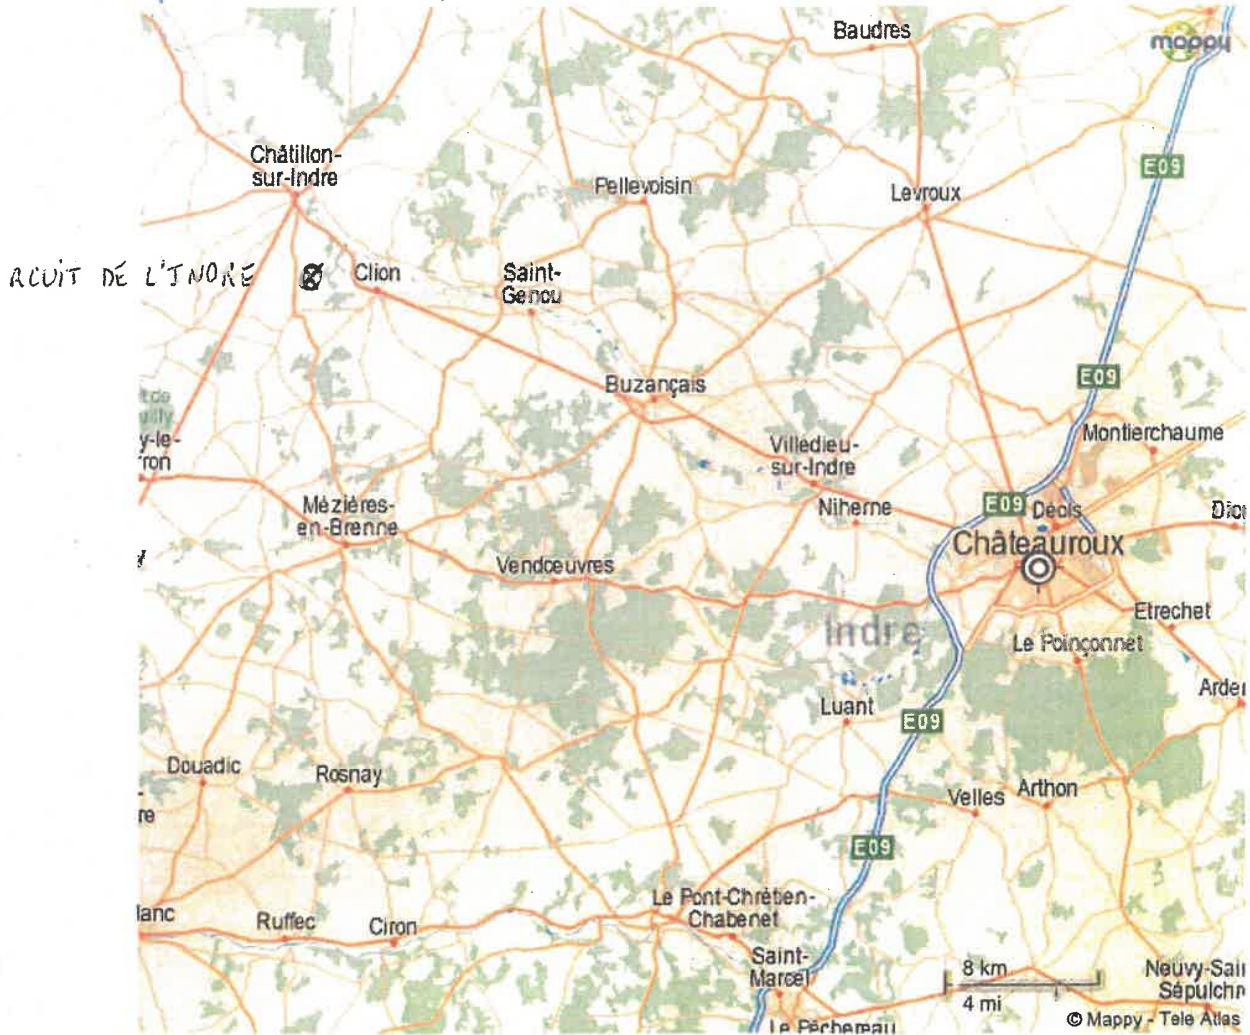 Baudres
mappy
E09
Châtillon-
sur-Indre
Pellevoisin
Levroux
RCUIT DE L'INDRE
Clion
Saint-
Genou
E09
Buzançais
Montierchaume
y-le-
ron
Villedieu-
sur-Indre
Mézières-
en-Brenne
Niherne
E09
Déols
Châteauroux
Vendœuvres
Etrechet
Indre
Le Poinçonnet
Luant
E09
Douadic
Rosnay
Velles
Arthon
re
E09
Le Pont-Chrétien-
Chabenet
lanc
Ruffec
Ciron
Saint-
Marcel
8 km
4 mi
Neuvy-Sai
Sépulchr
Le Pêchereau
© Mappy - Tele Atlas